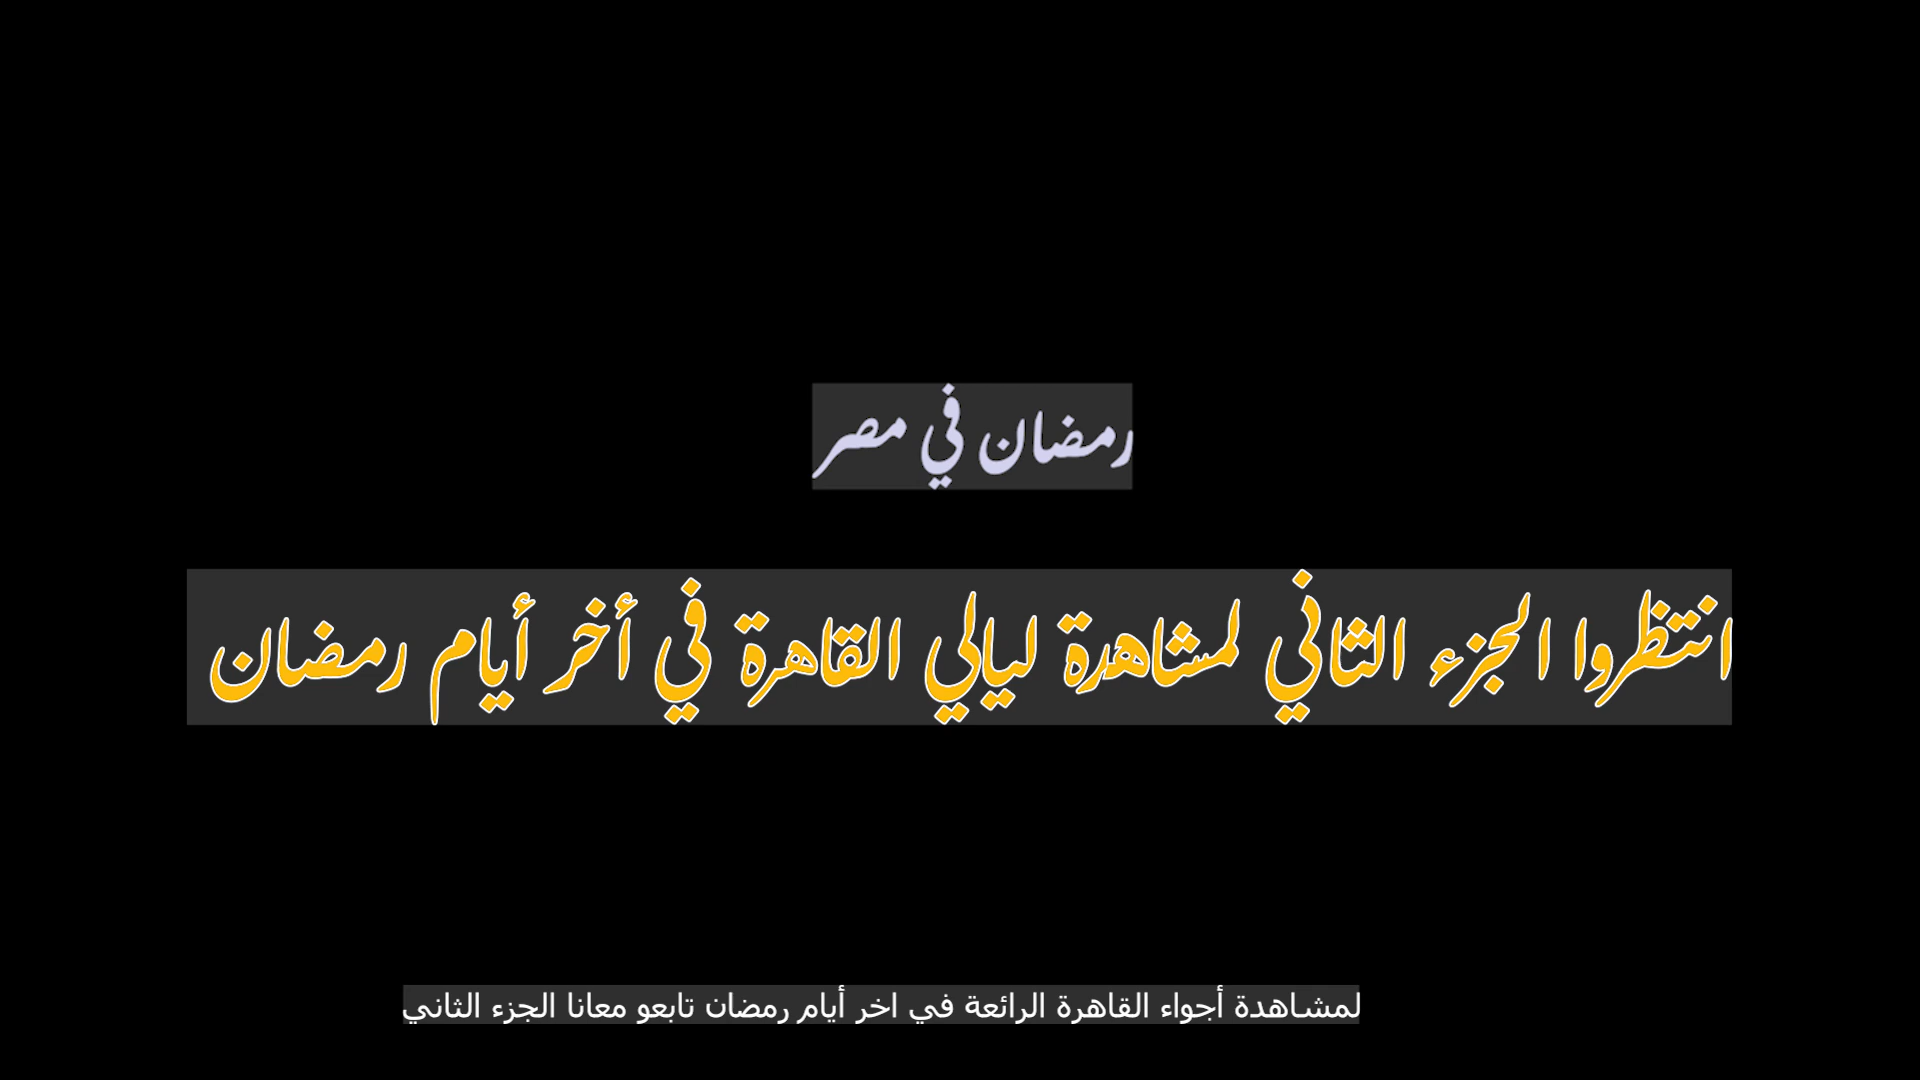 رمضان في مصر
انتظروا الجزء الثاني لمشاهدة ليالي القاهرة في أخر أيام رمضان
لمشاهدة أجواء القاهرة الرائعة في اخر أيام رمضان تابعو معانا الجزء الثاني